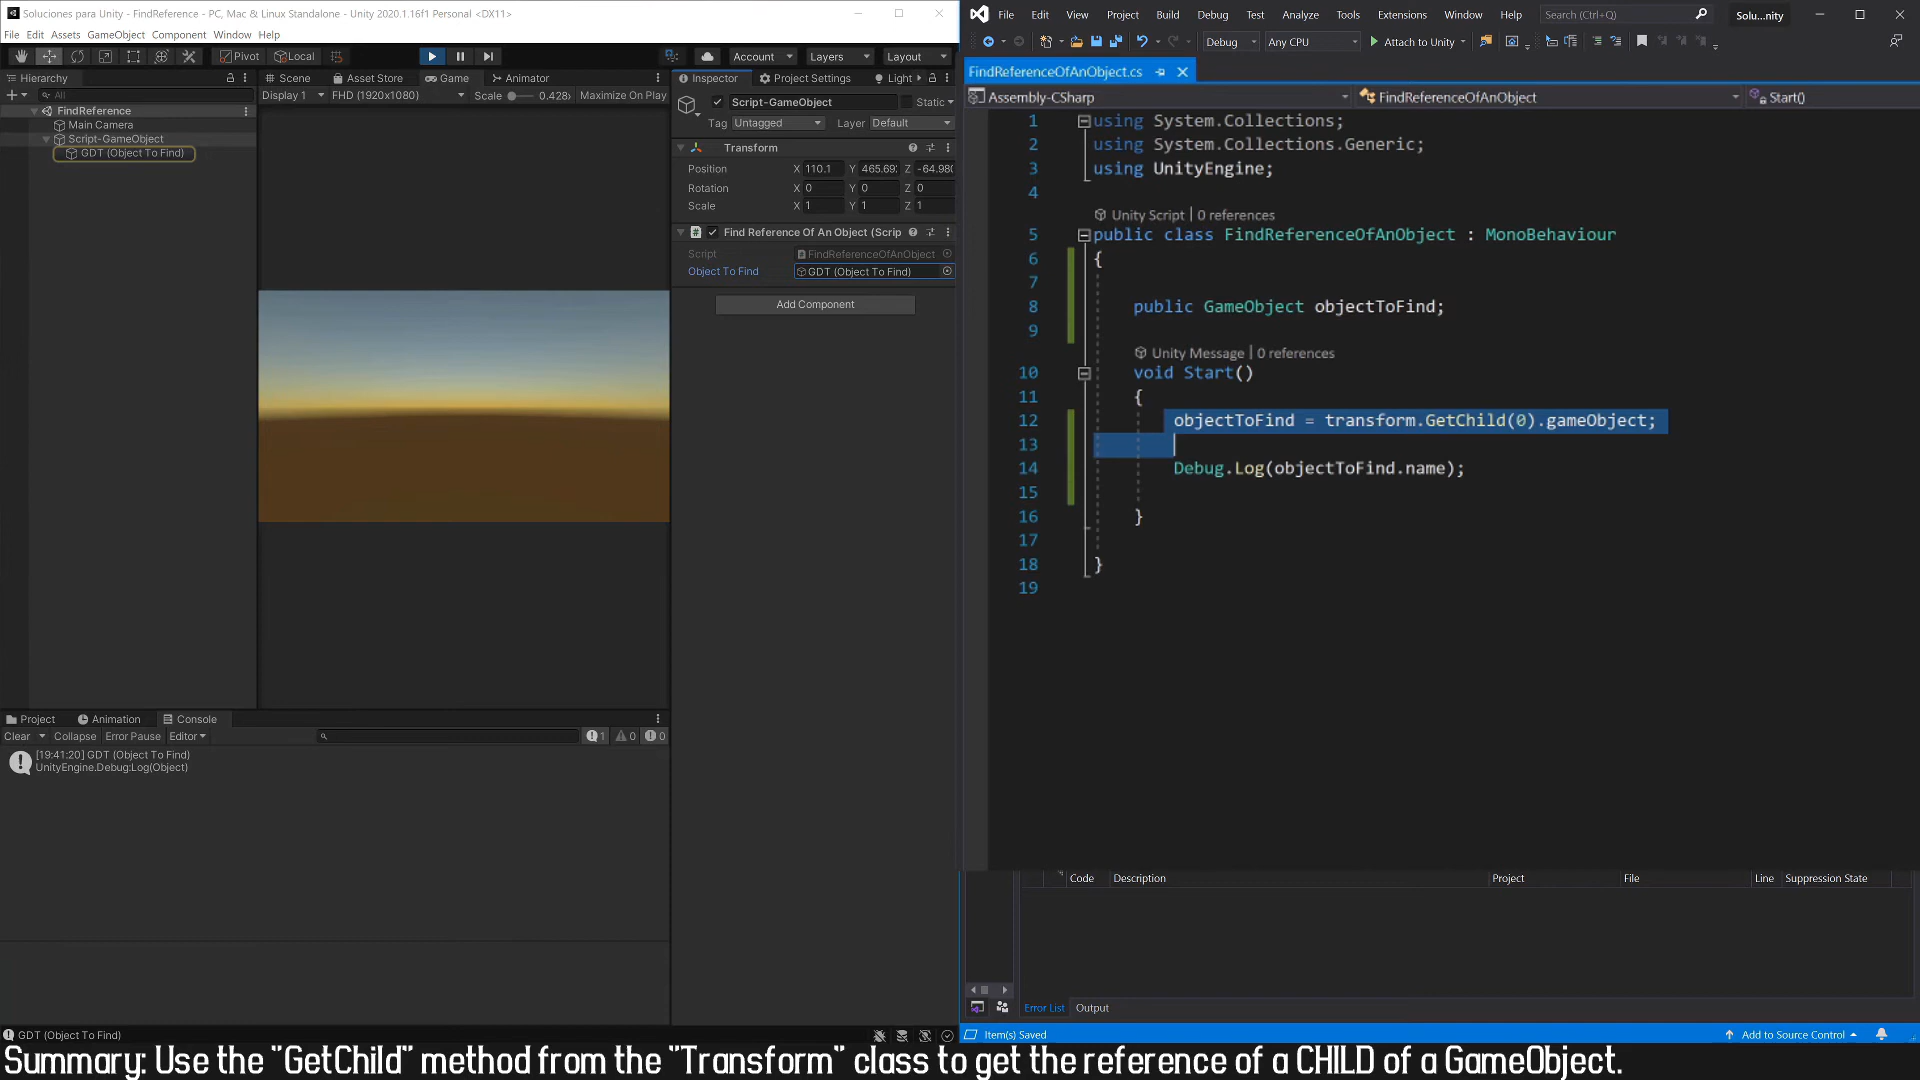 Soluciones para Unity - FindReference - PC, Mac & Linux Standalone - Unity 2020.1.16f1 Personal <DX11>
File Edit Assets GameObject Component Window Help
Pivot Local Account Layers Layout
Hierarchy
All
FindReference
Main Camera
Script-GameObject
GDT (Object To Find)
Scene Asset Store Game Animator
Display 1 FHD (1920x1080) Scale 0.428x Maximize On Play
Inspector Project Settings Light
Script-GameObject Static
Tag Untagged Layer Default
Transform
Position X 110.1 Y 465.69 Z -64.980
Rotation X 0 Y 0 Z 0
Scale X 1 Y 1 Z 1
Find Reference Of An Object (Scrip
Script FindReferenceOfAnObject
Object To Find GDT (Object To Find)
Add Component
Project Animation Console
Clear Collapse Error Pause Editor 1 0 0
[19:41:20] GDT (Object To Find)
UnityEngine.Debug:Log(Object)
GDT (Object To Find)
File Edit View Project Build Debug Test Analyze Tools Extensions Window Help Search (Ctrl+Q) Solu...nity
Debug Any CPU Attach to Unity
FindReferenceOfAnObject.cs
Assembly-CSharp FindReferenceOfAnObject Start()
1 using System.Collections;
2 using System.Collections.Generic;
3 using UnityEngine;
4
Unity Script | 0 references
5 public class FindReferenceOfAnObject : MonoBehaviour
6 {
7
8 public GameObject objectToFind;
9
Unity Message | 0 references
10 void Start()
11 {
12 objectToFind = transform.GetChild(0).gameObject;
13
14 Debug.Log(objectToFind.name);
15
16 }
17
18 }
19
Code Description Project File Line Suppression State
Error List Output
Item(s) Saved Add to Source Control
Summary: Use the "GetChild" method from the "Transform" class to get the reference of a CHILD of a GameObject.